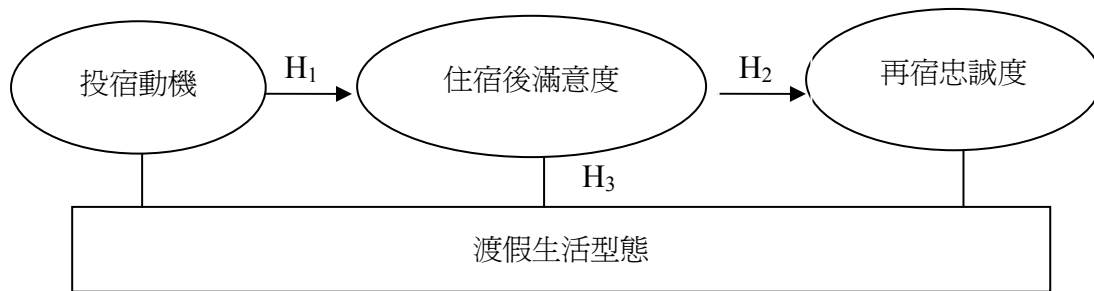 投宿動機
H₁
住宿後滿意度
H₂
再宿忠誠度
H₃
渡假生活型態